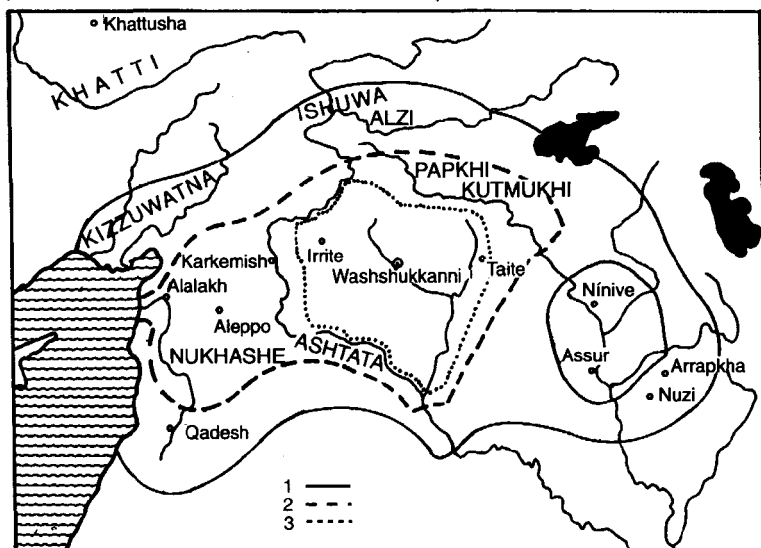 Khattusha
KHATTI
ISHUWA
ALZI
PAPKHI
KUTMUKHI
KIZZUWATNA
Karkemish
Irrite
Washshukkanni
Taite
Alalakh
Nínive
Aleppo
NUKHASHE
ASHTATA
Assur
Arrapkha
Nuzi
Qadesh
1
2
3